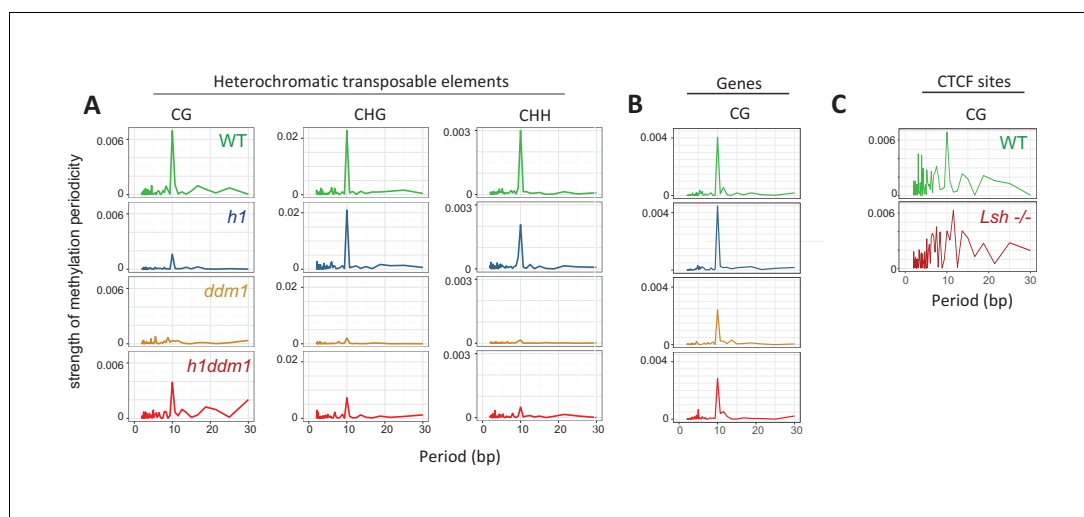 Heterochromatic transposable elements
Genes
CTCF sites
A
B
C
CG
CHG
CHH
CG
CG
strength of methylation periodicity
0.006
0
WT
0.02
0
0.003
0
0.004
0
0.006
0
WT
0.006
0
h1
0.02
0
0.003
0
0.004
0
0.006
0
Lsh -/-
0 10 20 30
Period (bp)
0.006
0
ddm1
0.02
0
0.003
0
0.004
0
0.006
0
h1ddm1
0.02
0
0.003
0
0.004
0
0 10 20 30
0 10 20 30
0 10 20 30
0 10 20 30
Period (bp)